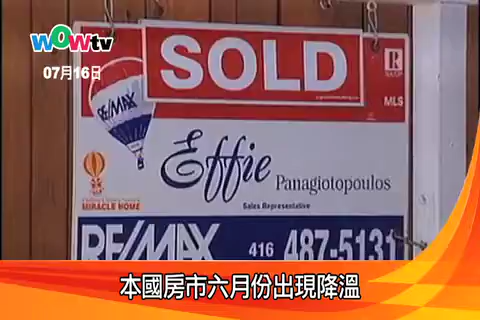 WOWtv
07月16日
SOLD
R
MLS
RE/MAX
Effie
Panagiotopoulos
Sales Representative
MIRACLE HOME
RE/MAX
416 487-5131
本國房市六月份出現降溫